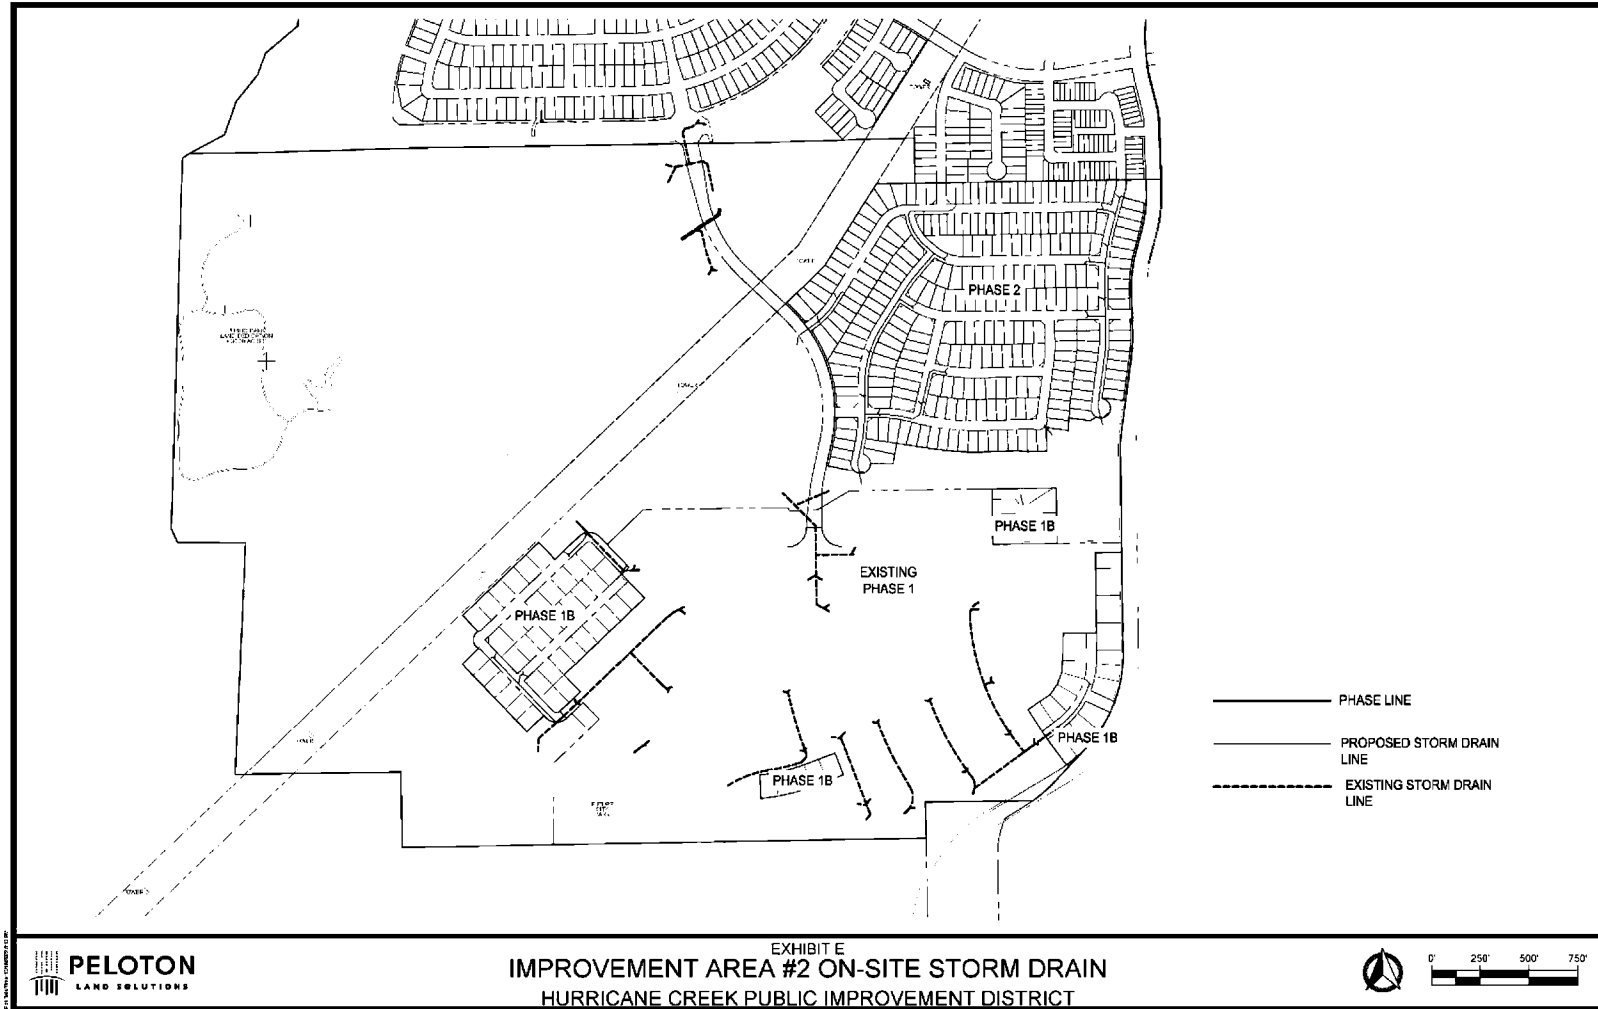 PHASE 2
PHASE 1B
EXISTING
PHASE 1
PHASE 1B
PHASE 1B
PHASE 1B
PHASE LINE
PROPOSED STORM DRAIN
LINE
EXISTING STORM DRAIN
LINE
PELOTON
LAND SOLUTIONS
EXHIBIT E
IMPROVEMENT AREA #2 ON-SITE STORM DRAIN
HURRICANE CREEK PUBLIC IMPROVEMENT DISTRICT
0' 250' 500' 750'